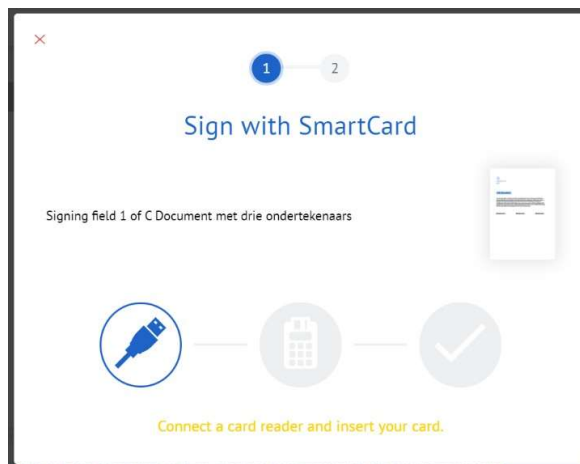 1
2
Sign with SmartCard
Signing field 1 of C Document met drie ondertekenaars
Connect a card reader and insert your card.